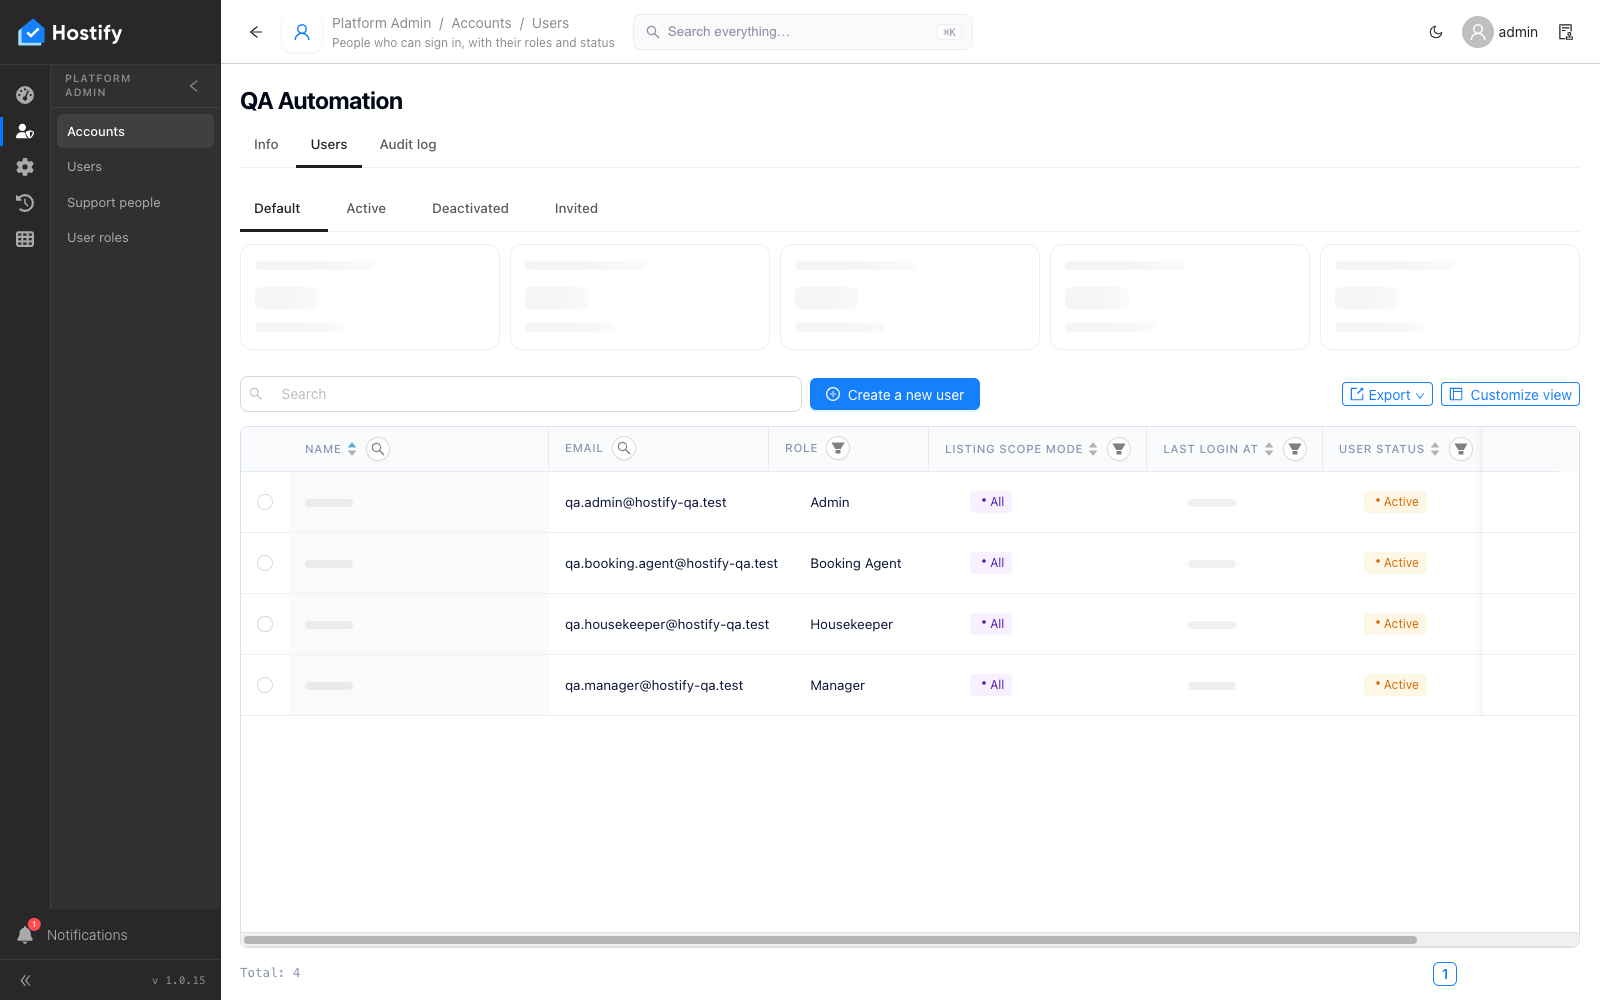 Hostify
PLATFORM ADMIN
Accounts
Users
Support people
User roles
Notifications
1
v 1.0.15
Platform Admin / Accounts / Users
People who can sign in, with their roles and status
Search everything...
⌘K
admin
QA Automation
Info Users Audit log
Default Active Deactivated Invited
Search
Create a new user
Export
Customize view
NAME EMAIL ROLE LISTING SCOPE MODE LAST LOGIN AT USER STATUS
qa.admin@hostify-qa.test Admin All Active
qa.booking.agent@hostify-qa.test Booking Agent All Active
qa.housekeeper@hostify-qa.test Housekeeper All Active
qa.manager@hostify-qa.test Manager All Active
Total: 4
1